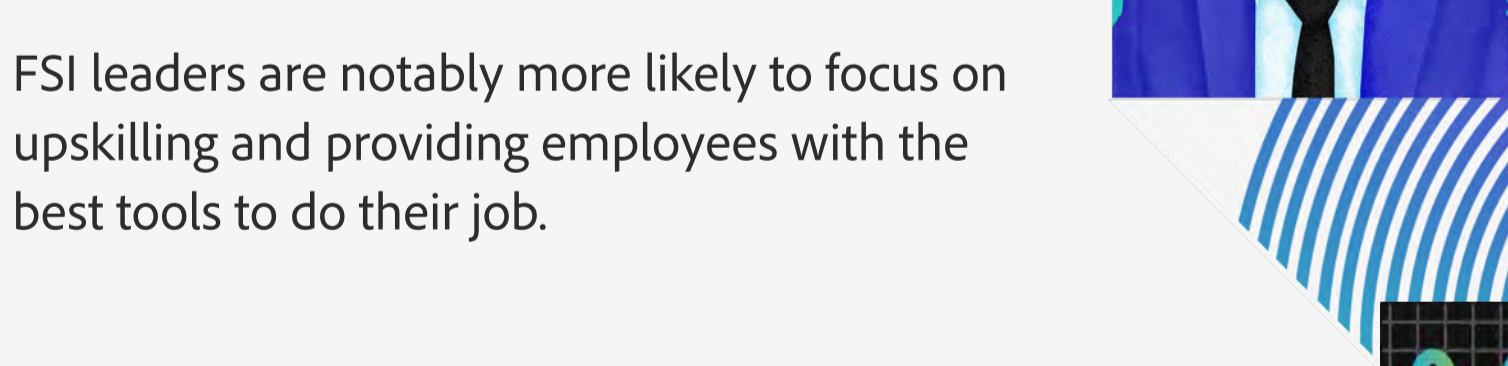 FSI leaders are notably more likely to focus on
upskilling and providing employees with the
best tools to do their job.